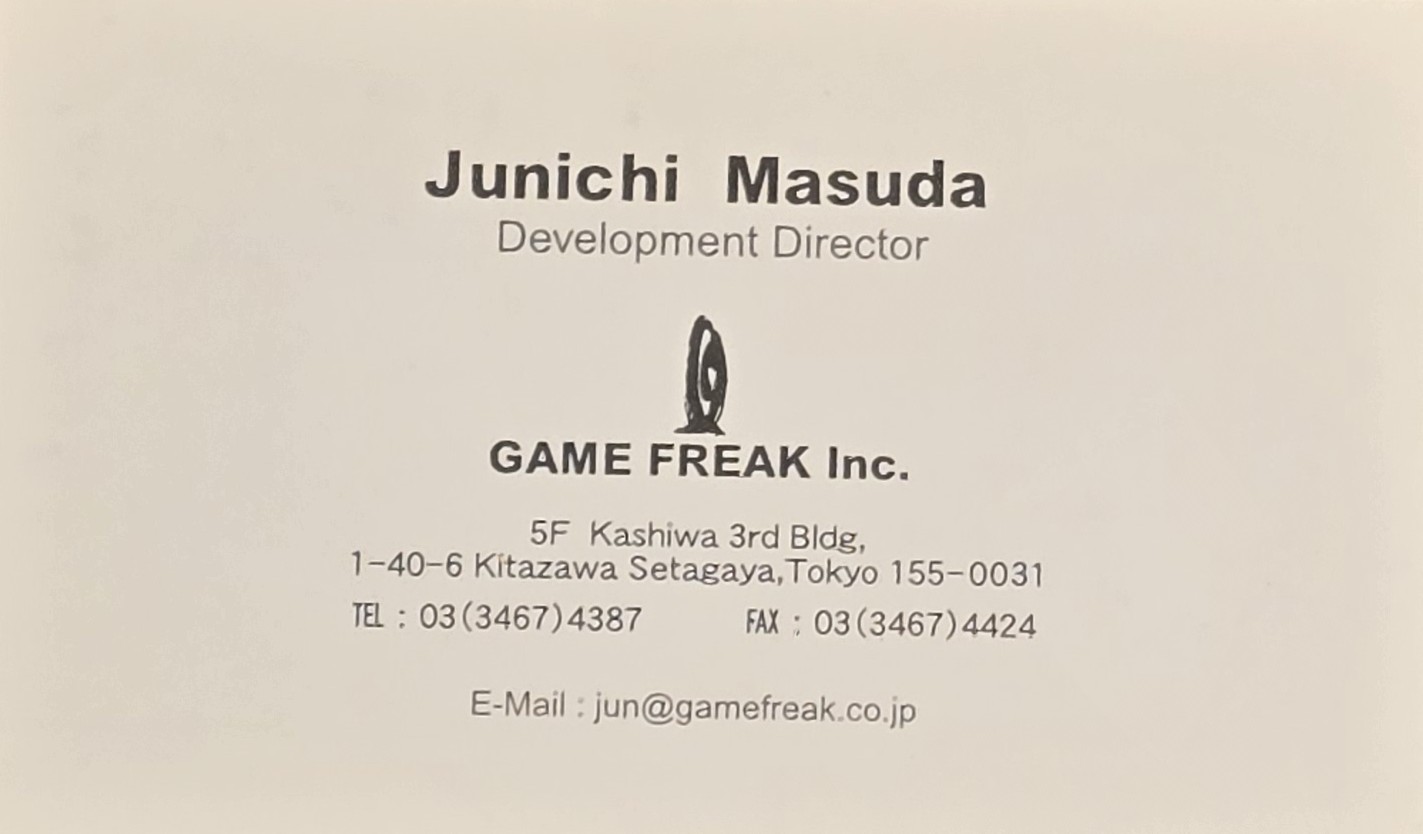 Junichi Masuda
Development Director
GAME FREAK Inc.
5F Kashiwa 3rd Bldg,
1-40-6 Kitazawa Setagaya,Tokyo 155-0031
TEL : 03(3467)4387 FAX : 03(3467)4424
E-Mail : jun@gamefreak.co.jp